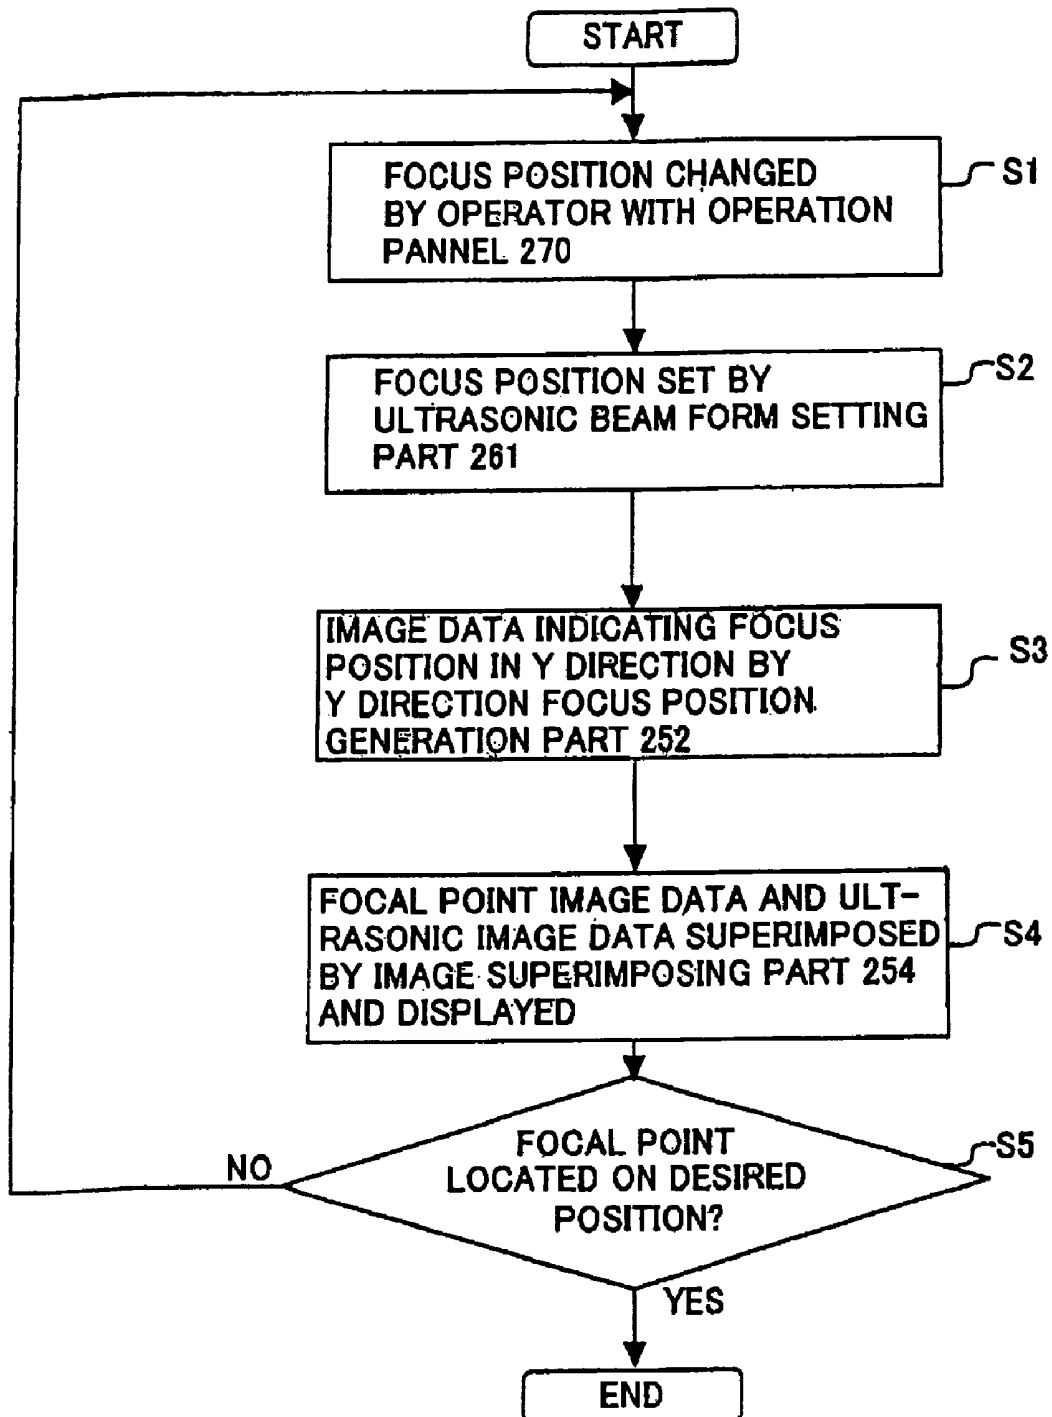 START
FOCUS POSITION CHANGED
BY OPERATOR WITH OPERATION
PANNEL 270
S1
FOCUS POSITION SET BY
ULTRASONIC BEAM FORM SETTING
PART 261
S2
IMAGE DATA INDICATING FOCUS
POSITION IN Y DIRECTION BY
Y DIRECTION FOCUS POSITION
GENERATION PART 252
S3
FOCAL POINT IMAGE DATA AND ULT-
RASONIC IMAGE DATA SUPERIMPOSED
BY IMAGE SUPERIMPOSING PART 254
AND DISPLAYED
S4
FOCAL POINT
LOCATED ON DESIRED
POSITION?
S5
NO
YES
END